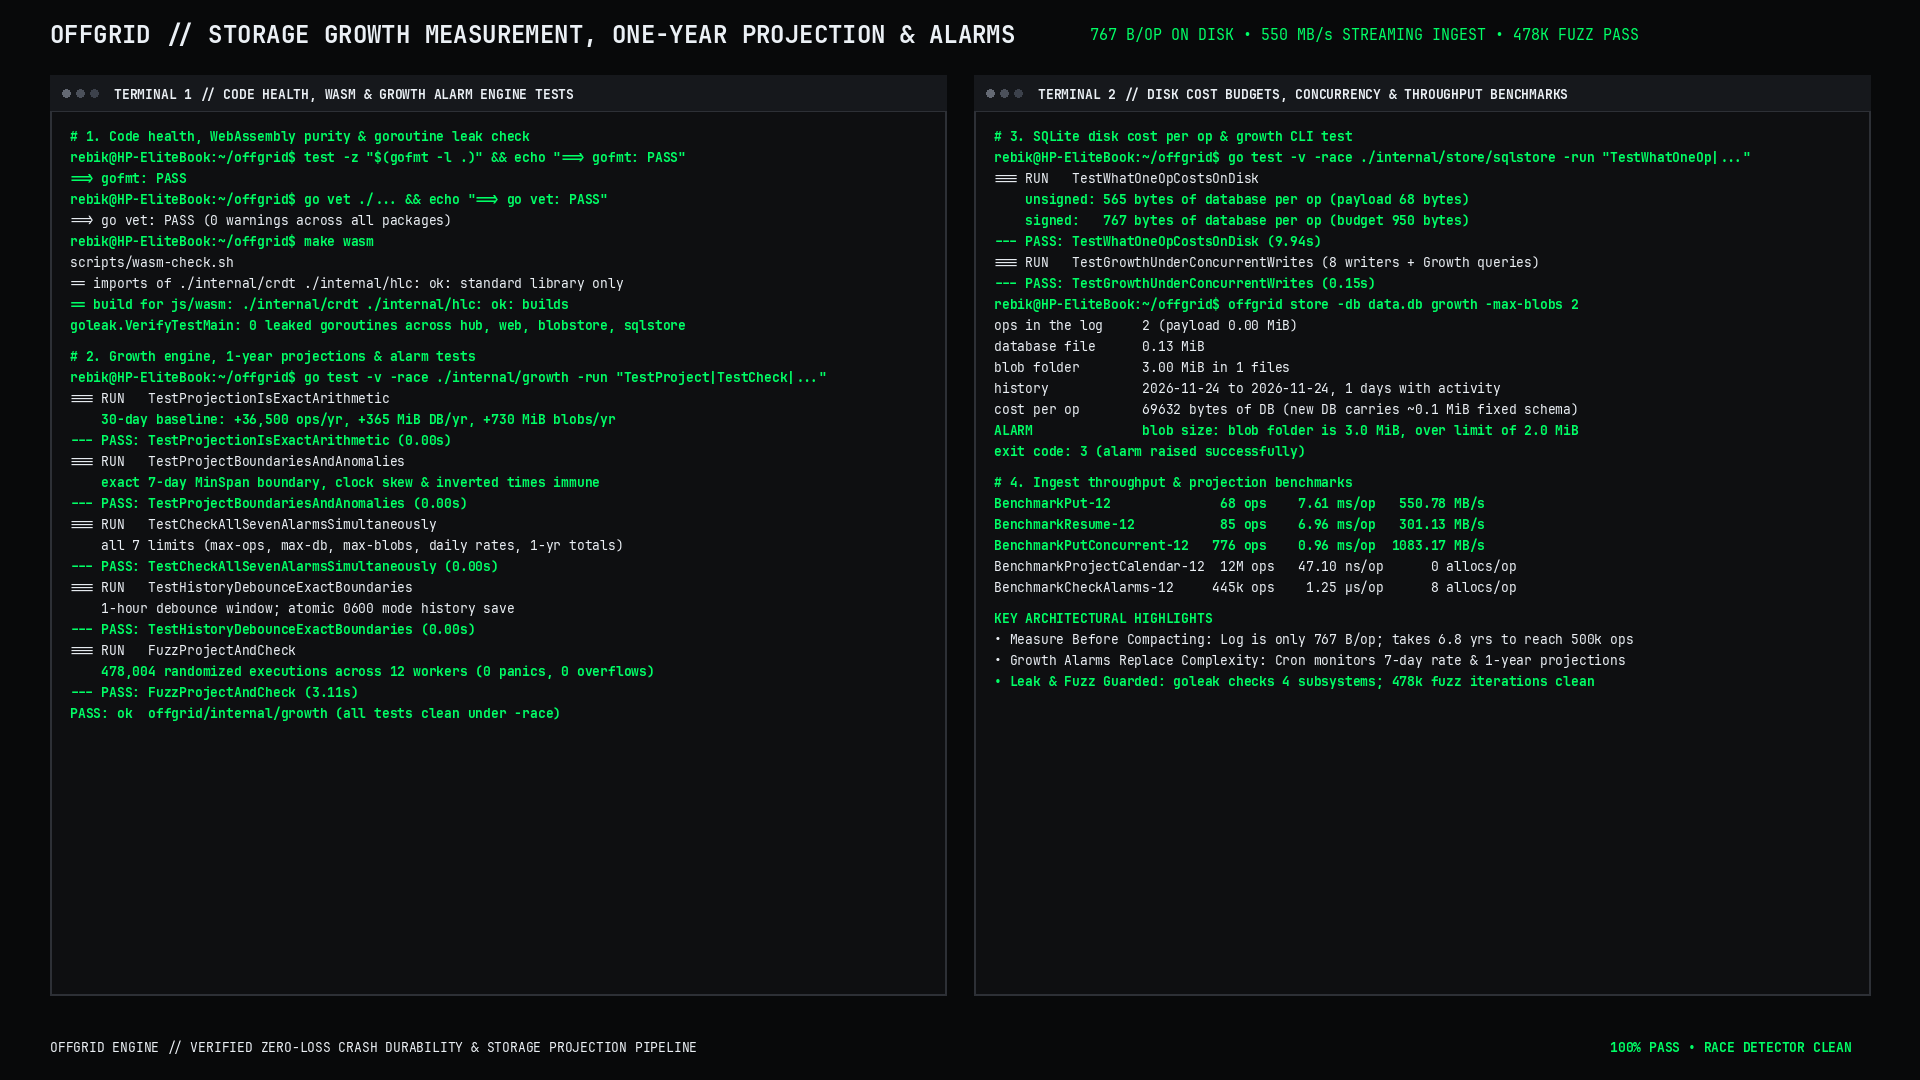 OFFGRID // STORAGE GROWTH MEASUREMENT, ONE-YEAR PROJECTION & ALARMS
767 B/OP ON DISK • 550 MB/s STREAMING INGEST • 478K FUZZ PASS
TERMINAL 1 // CODE HEALTH, WASM & GROWTH ALARM ENGINE TESTS
# 1. Code health, WebAssembly purity & goroutine leak check
rebik@HP-EliteBook:~/offgrid$ test -z "$(gofmt -l .)" && echo "==> gofmt: PASS"
==> gofmt: PASS
rebik@HP-EliteBook:~/offgrid$ go vet ./... && echo "==> go vet: PASS"
==> go vet: PASS (0 warnings across all packages)
rebik@HP-EliteBook:~/offgrid$ make wasm
scripts/wasm-check.sh
== imports of ./internal/crdt ./internal/hlc: ok: standard library only
== build for js/wasm: ./internal/crdt ./internal/hlc: ok: builds
goleak.VerifyTestMain: 0 leaked goroutines across hub, web, blobstore, sqlstore
# 2. Growth engine, 1-year projections & alarm tests
rebik@HP-EliteBook:~/offgrid$ go test -v -race ./internal/growth -run "TestProject|TestCheck|..."
=== RUN   TestProjectionIsExactArithmetic
    30-day baseline: +36,500 ops/yr, +365 MiB DB/yr, +730 MiB blobs/yr
--- PASS: TestProjectionIsExactArithmetic (0.00s)
=== RUN   TestProjectBoundariesAndAnomalies
    exact 7-day MinSpan boundary, clock skew & inverted times immune
--- PASS: TestProjectBoundariesAndAnomalies (0.00s)
=== RUN   TestCheckAllSevenAlarmsSimultaneously
    all 7 limits (max-ops, max-db, max-blobs, daily rates, 1-yr totals)
--- PASS: TestCheckAllSevenAlarmsSimultaneously (0.00s)
=== RUN   TestHistoryDebounceExactBoundaries
    1-hour debounce window; atomic 0600 mode history save
--- PASS: TestHistoryDebounceExactBoundaries (0.00s)
=== RUN   FuzzProjectAndCheck
    478,004 randomized executions across 12 workers (0 panics, 0 overflows)
--- PASS: FuzzProjectAndCheck (3.11s)
PASS: ok  offgrid/internal/growth (all tests clean under -race)
TERMINAL 2 // DISK COST BUDGETS, CONCURRENCY & THROUGHPUT BENCHMARKS
# 3. SQLite disk cost per op & growth CLI test
rebik@HP-EliteBook:~/offgrid$ go test -v -race ./internal/store/sqlstore -run "TestWhatOneOp|..."
=== RUN   TestWhatOneOpCostsOnDisk
    unsigned: 565 bytes of database per op (payload 68 bytes)
    signed:   767 bytes of database per op (budget 950 bytes)
--- PASS: TestWhatOneOpCostsOnDisk (9.94s)
=== RUN   TestGrowthUnderConcurrentWrites (8 writers + Growth queries)
--- PASS: TestGrowthUnderConcurrentWrites (0.15s)
rebik@HP-EliteBook:~/offgrid$ offgrid store -db data.db growth -max-blobs 2
ops in the log     2 (payload 0.00 MiB)
database file      0.13 MiB
blob folder        3.00 MiB in 1 files
history            2026-11-24 to 2026-11-24, 1 days with activity
cost per op        69632 bytes of DB (new DB carries ~0.1 MiB fixed schema)
ALARM              blob size: blob folder is 3.0 MiB, over limit of 2.0 MiB
exit code: 3 (alarm raised successfully)
# 4. Ingest throughput & projection benchmarks
BenchmarkPut-12              68 ops    7.61 ms/op   550.78 MB/s
BenchmarkResume-12           85 ops    6.96 ms/op   301.13 MB/s
BenchmarkPutConcurrent-12   776 ops    0.96 ms/op  1083.17 MB/s
BenchmarkProjectCalendar-12  12M ops   47.10 ns/op      0 allocs/op
BenchmarkCheckAlarms-12     445k ops    1.25 µs/op      8 allocs/op
KEY ARCHITECTURAL HIGHLIGHTS
• Measure Before Compacting: Log is only 767 B/op; takes 6.8 yrs to reach 500k ops
• Growth Alarms Replace Complexity: Cron monitors 7-day rate & 1-year projections
• Leak & Fuzz Guarded: goleak checks 4 subsystems; 478k fuzz iterations clean
OFFGRID ENGINE // VERIFIED ZERO-LOSS CRASH DURABILITY & STORAGE PROJECTION PIPELINE
100% PASS • RACE DETECTOR CLEAN